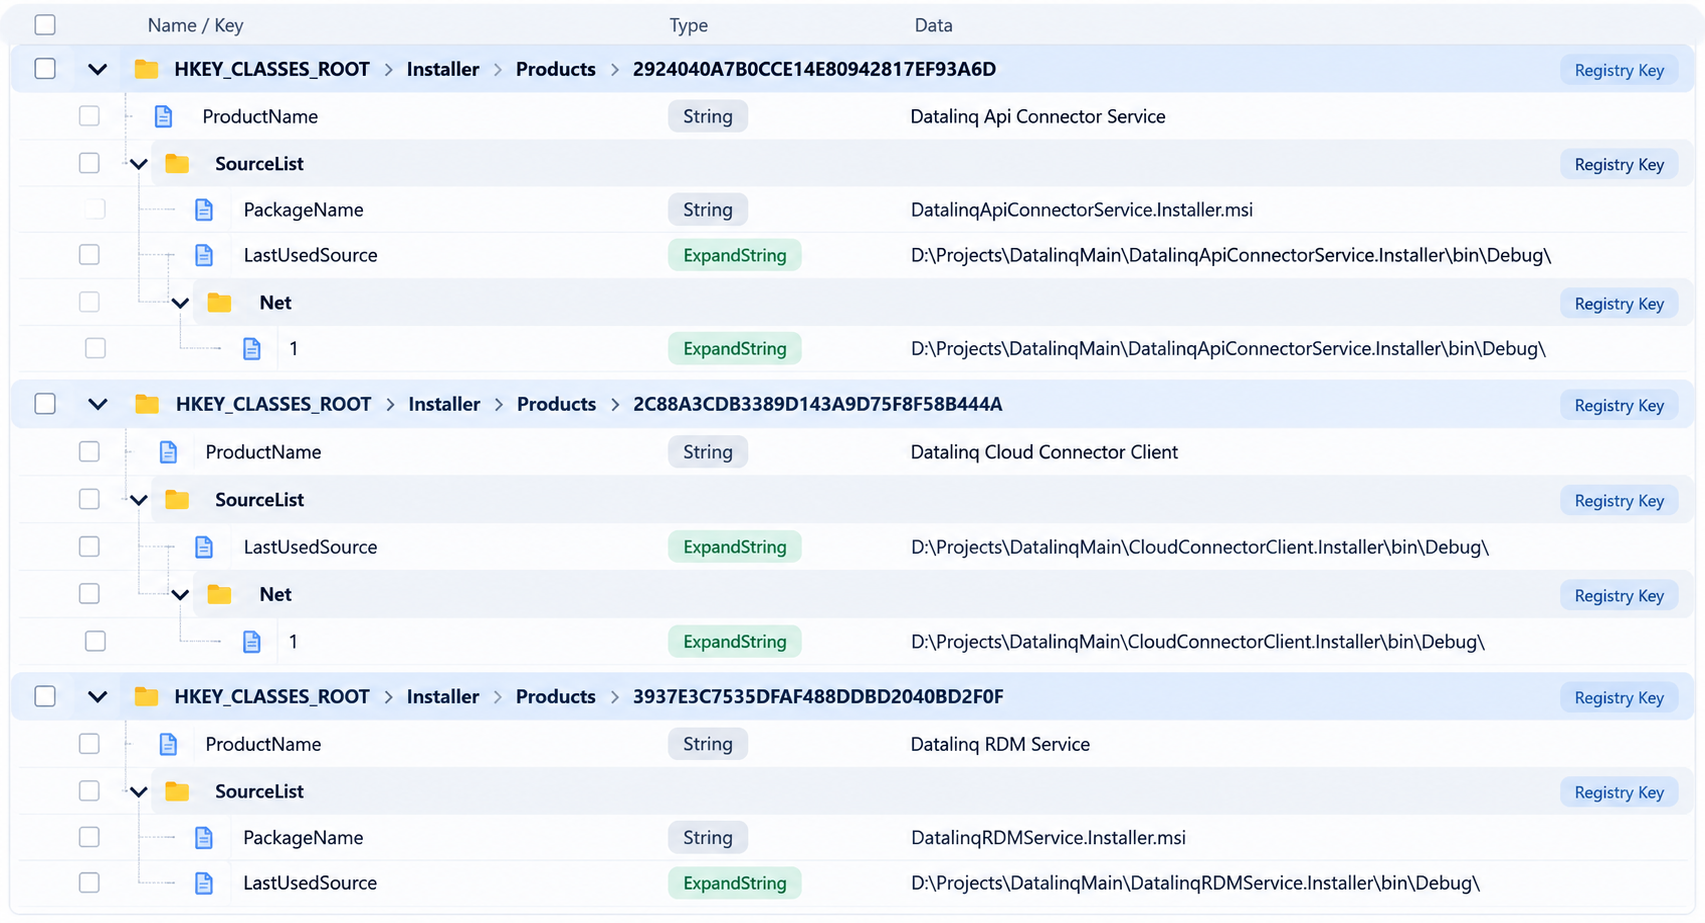 Name / Key Type Data
HKEY_CLASSES_ROOT > Installer > Products > 2924040A7B0CCE14E80942817EF93A6D Registry Key
ProductName String Datalinq Api Connector Service
SourceList Registry Key
PackageName String DatalinqApiConnectorService.Installer.msi
LastUsedSource ExpandString D:\Projects\DatalinqMain\DatalinqApiConnectorService.Installer\bin\Debug\
Net Registry Key
1 ExpandString D:\Projects\DatalinqMain\DatalinqApiConnectorService.Installer\bin\Debug\
HKEY_CLASSES_ROOT > Installer > Products > 2C88A3CDB3389D143A9D75F8F58B444A Registry Key
ProductName String Datalinq Cloud Connector Client
SourceList Registry Key
LastUsedSource ExpandString D:\Projects\DatalinqMain\CloudConnectorClient.Installer\bin\Debug\
Net Registry Key
1 ExpandString D:\Projects\DatalinqMain\CloudConnectorClient.Installer\bin\Debug\
HKEY_CLASSES_ROOT > Installer > Products > 3937E3C7535DFAF488DDBD2040BD2F0F Registry Key
ProductName String Datalinq RDM Service
SourceList Registry Key
PackageName String DatalinqRDMService.Installer.msi
LastUsedSource ExpandString D:\Projects\DatalinqMain\DatalinqRDMService.Installer\bin\Debug\